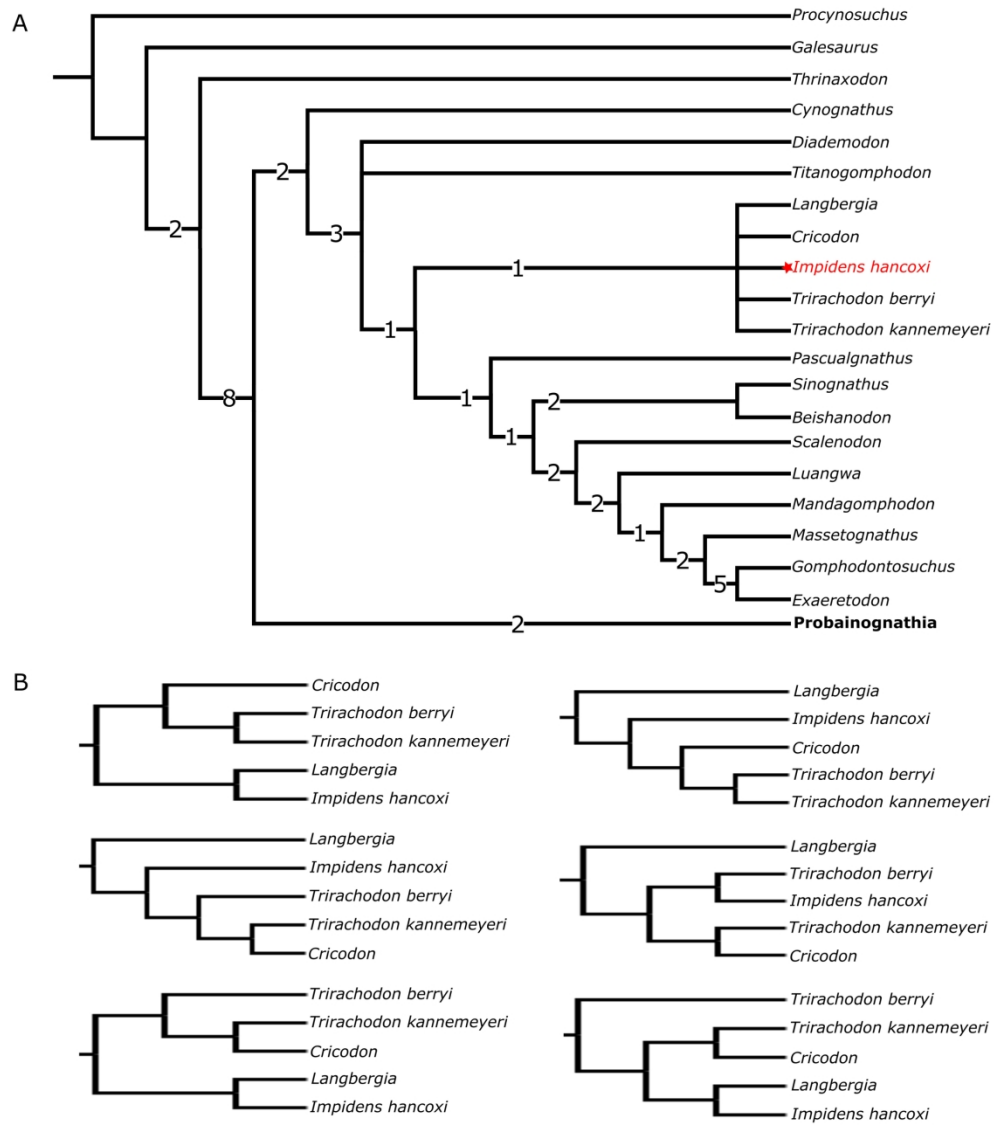 A
Procynosuchus
Galesaurus
Thrinaxodon
Cynognathus
2
Diademodon
Titanogomphodon
Langbergia
2
3
Cricodon
1
Impidens hancoxi
Trirachodon berryi
1
Trirachodon kannemeyeri
Pascualgnathus
8
1
Sinognathus
2
Beishanodon
1
Scalenodon
2
Luangwa
2
Mandagomphodon
1
Massetognathus
2
Gomphodontosuchus
5
Exaeretodon
2
Probainognathia
B
Cricodon
Trirachodon berryi
Trirachodon kannemeyeri
Langbergia
Impidens hancoxi
Langbergia
Impidens hancoxi
Cricodon
Trirachodon berryi
Trirachodon kannemeyeri
Langbergia
Impidens hancoxi
Trirachodon berryi
Trirachodon kannemeyeri
Cricodon
Langbergia
Trirachodon berryi
Impidens hancoxi
Trirachodon kannemeyeri
Cricodon
Trirachodon berryi
Trirachodon kannemeyeri
Cricodon
Langbergia
Impidens hancoxi
Trirachodon berryi
Trirachodon kannemeyeri
Cricodon
Langbergia
Impidens hancoxi